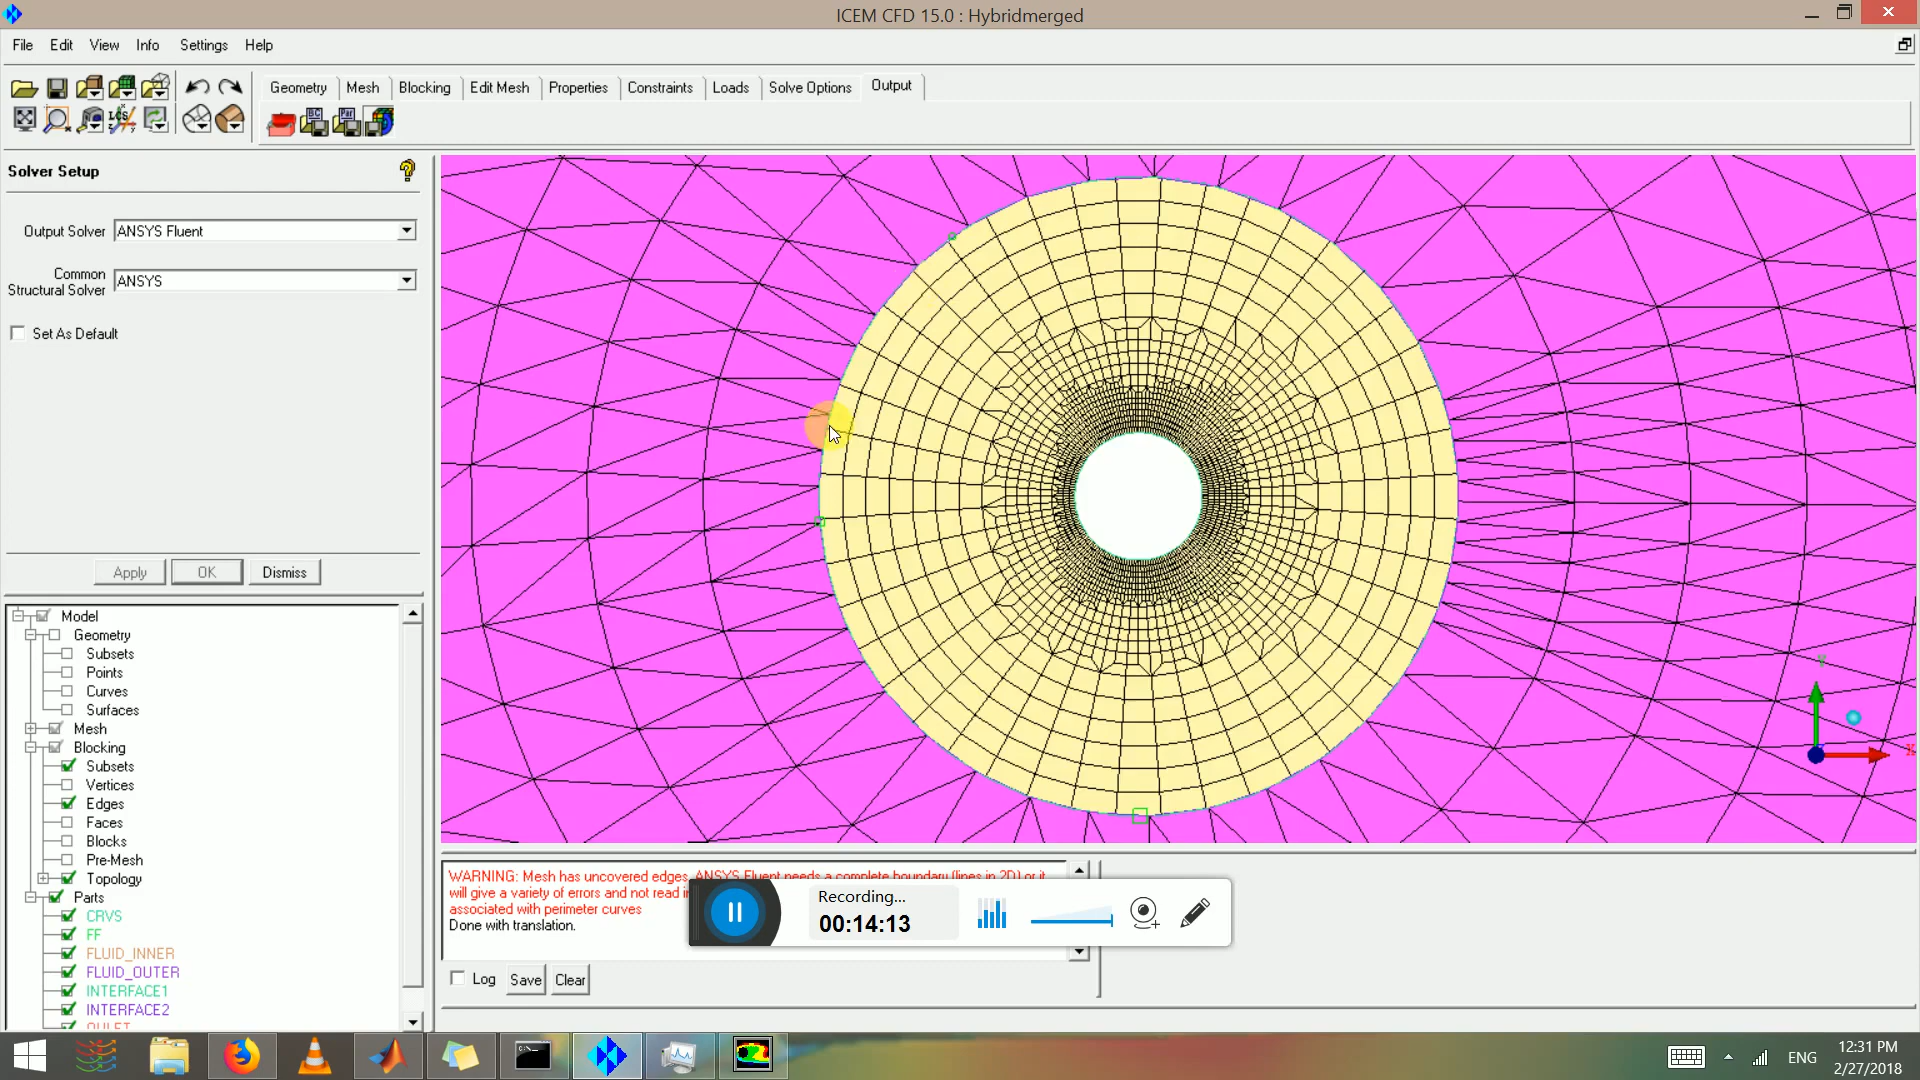 ICEM CFD 15.0 : Hybridmerged
File Edit View Info Settings Help
Geometry Mesh Blocking Edit Mesh Properties Constraints Loads Solve Options Output
LCS
BC
Par
Solver Setup
?
Output Solver ANSYS Fluent
Common
Structural Solver ANSYS
Set As Default
Apply OK Dismiss
Model
Geometry
Subsets
Points
Curves
Surfaces
Mesh
Blocking
Subsets
Vertices
Edges
Faces
Blocks
Pre-Mesh
Topology
Parts
CRVS
FF
FLUID_INNER
FLUID_OUTER
INTERFACE1
INTERFACE2
Y
X
WARNING: Mesh has uncovered edges. ANSYS Fluent needs a complete boundary (lines in 2D) or it
will give a variety of errors and not read in
associated with perimeter curves
Done with translation.
Recording...
00:14:13
Log Save Clear
ENG
12:31 PM
2/27/2018